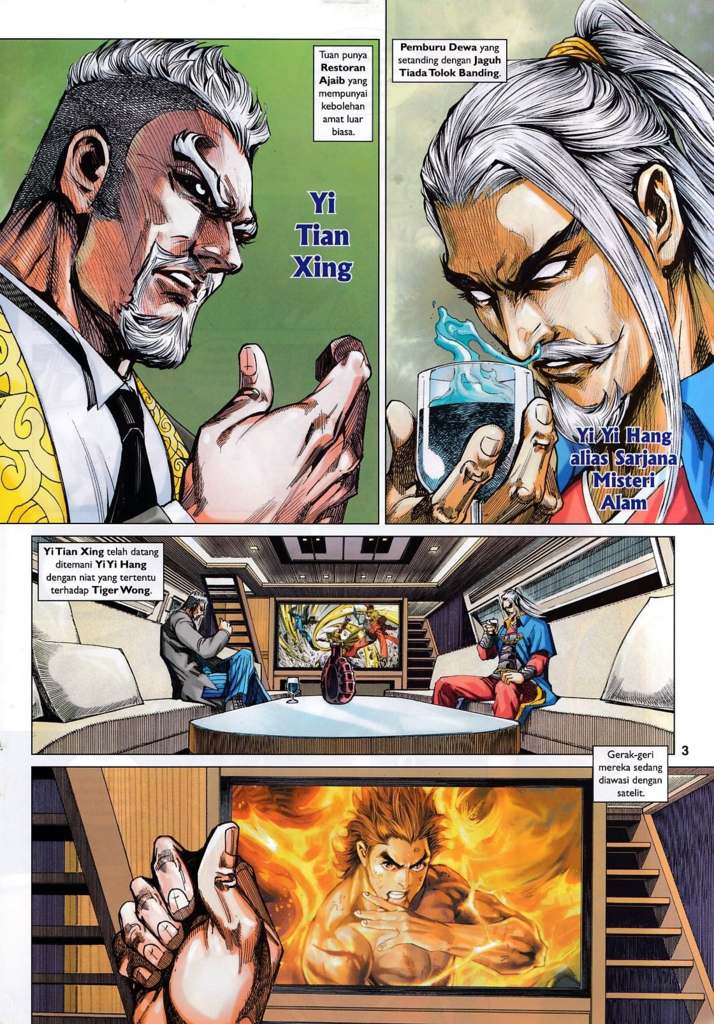 Tuan punya
Restoran
Ajaib yang
mempunyai
kebolehan
amat luar
biasa.
Yi
Tian
Xing
Pemburu Dewa yang
setanding dengan Jaguh
Tiada Tolok Banding.
Yi Yi Hang
alias Sarjana
Misteri
Alam
Yi Tian Xing telah datang
ditemani Yi Yi Hang
dengan niat yang tertentu
terhadap Tiger Wong.
3
Gerak-geri
mereka sedang
diawasi dengan
satelit.